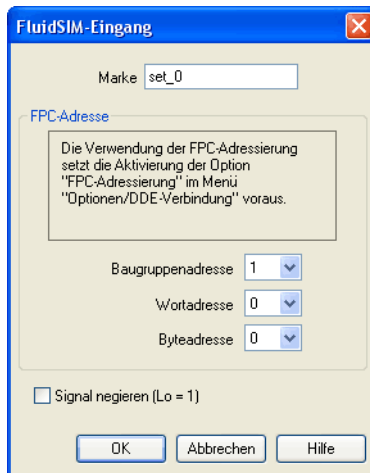 FluidSIM-Eingang
Marke set_0
FPC-Adresse
Die Verwendung der FPC-Adressierung
setzt die Aktivierung der Option
"FPC-Adressierung" im Menü
"Optionen/DDE-Verbindung" voraus.
Baugruppenadresse 1
Wortadresse 0
Byteadresse 0
Signal negieren (Lo = 1)
OK Abbrechen Hilfe